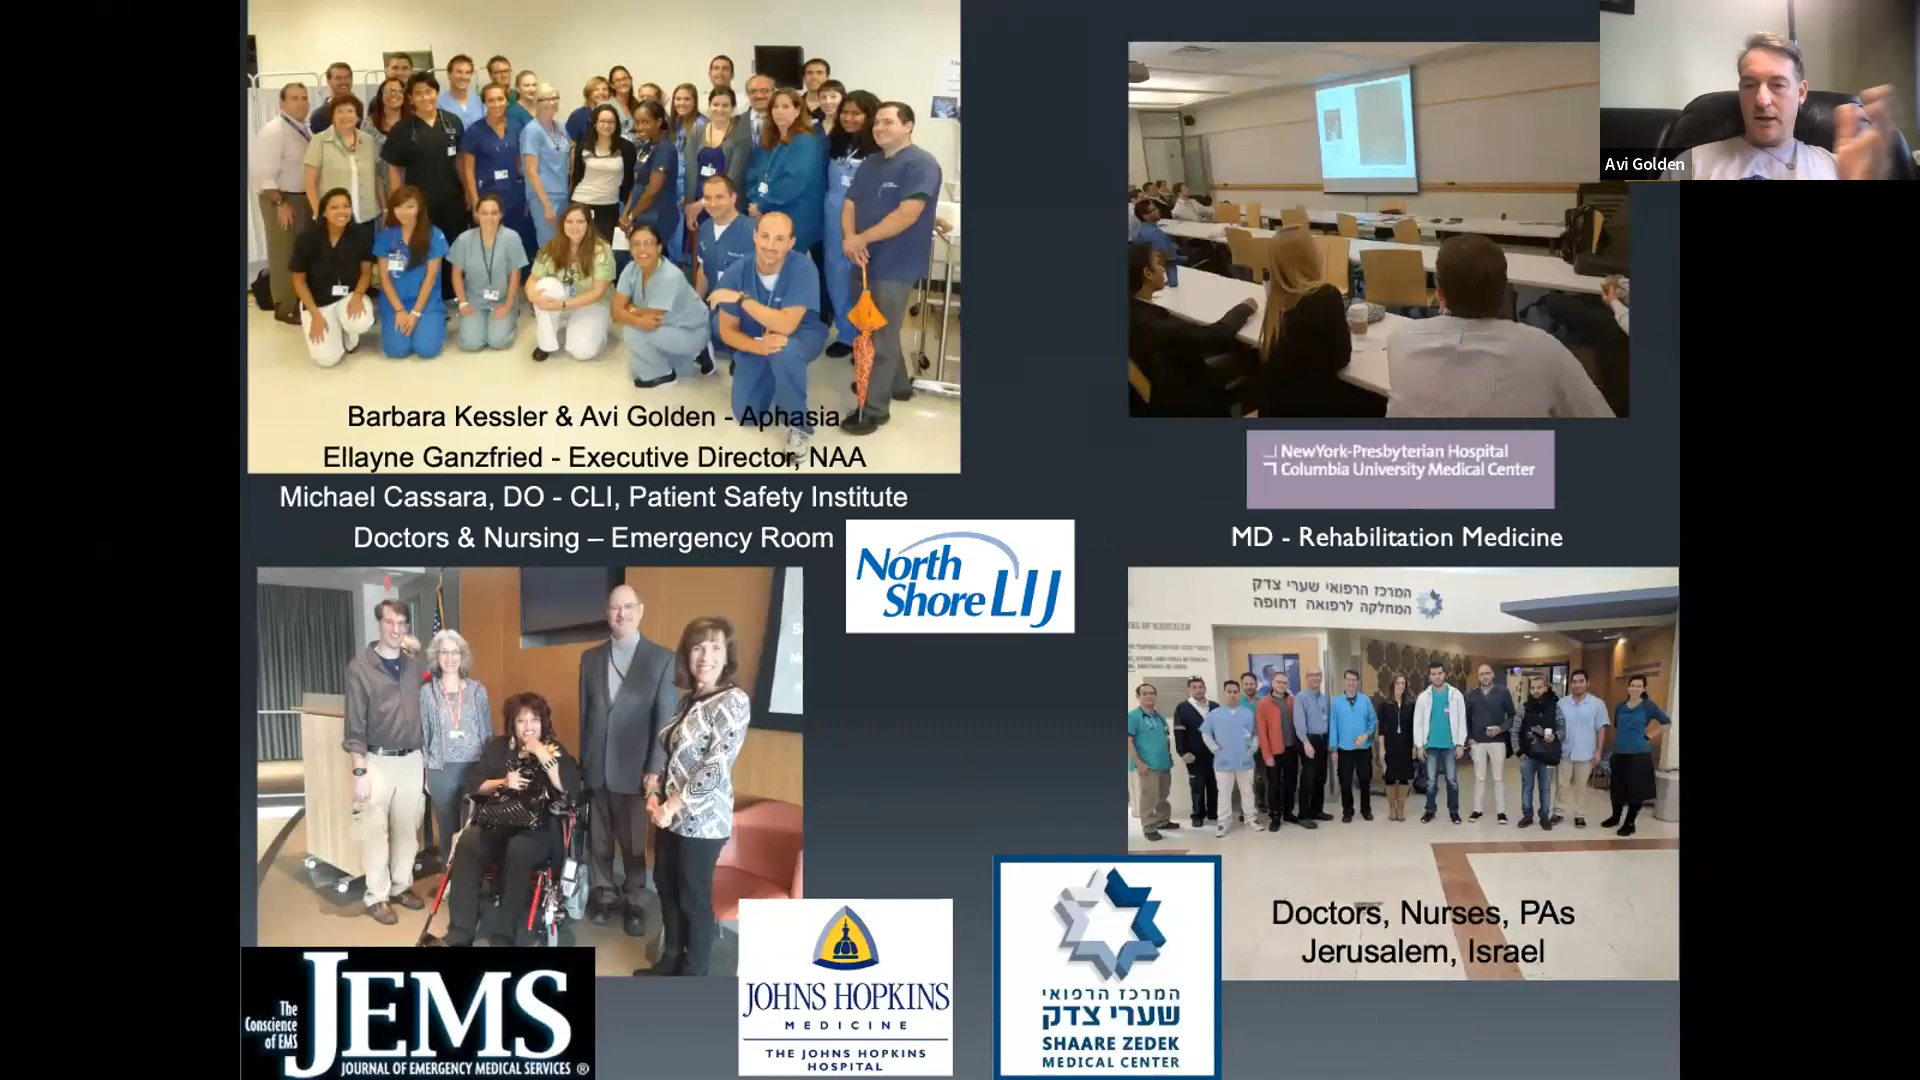 Avi Golden
Barbara Kessler & Avi Golden - Aphasia
Ellayne Ganzfried - Executive Director, NAA
Michael Cassara, DO - CLI, Patient Safety Institute
Doctors & Nursing – Emergency Room
North
Shore LIJ
NewYork-Presbyterian Hospital
Columbia University Medical Center
MD - Rehabilitation Medicine
המרכז הרפואי שערי צדק
המחלקה לרפואה דחופה
Doctors, Nurses, PAs
Jerusalem, Israel
The
Conscience
of EMS
JEMS
JOURNAL OF EMERGENCY MEDICAL SERVICES ®
JOHNS HOPKINS
MEDICINE
THE JOHNS HOPKINS
HOSPITAL
המרכז הרפואי
שערי צדק
SHAARE ZEDEK
MEDICAL CENTER